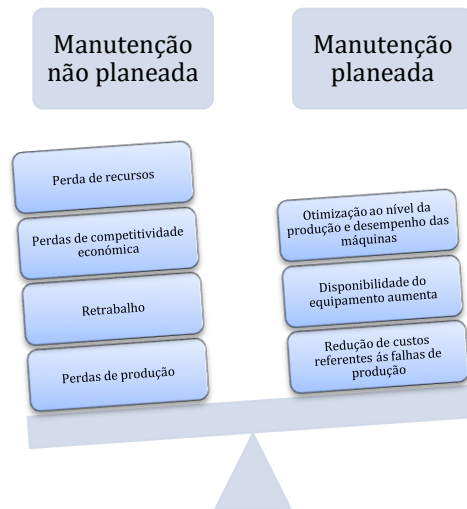 Manutenção
não planeada
Manutenção
planeada
Perda de recursos
Perdas de competitividade
económica
Retrabalho
Perdas de produção
Otimização ao nível da
produção e desempenho das
máquinas
Disponibilidade do
equipamento aumenta
Redução de custos
referentes ás falhas de
produção